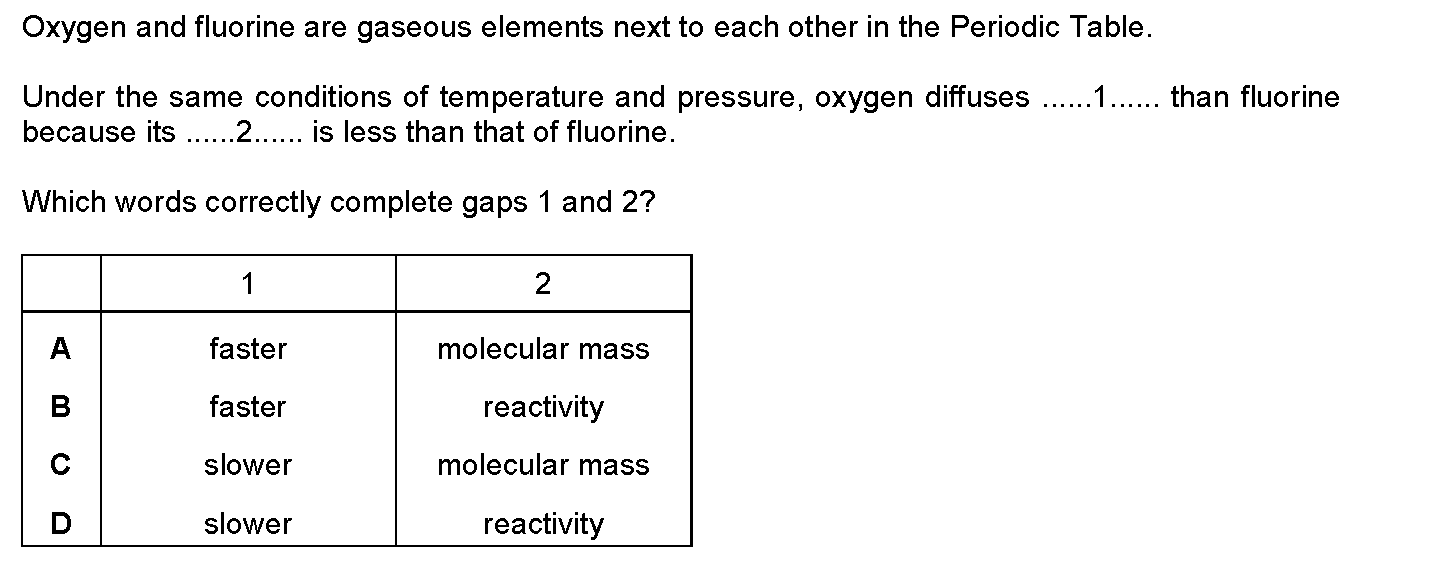 Oxygen and fluorine are gaseous elements next to each other in the Periodic Table.
Under the same conditions of temperature and pressure, oxygen diffuses ......1...... than fluorine
because its ......2...... is less than that of fluorine.
Which words correctly complete gaps 1 and 2?
1 2
A faster molecular mass
B faster reactivity
C slower molecular mass
D slower reactivity